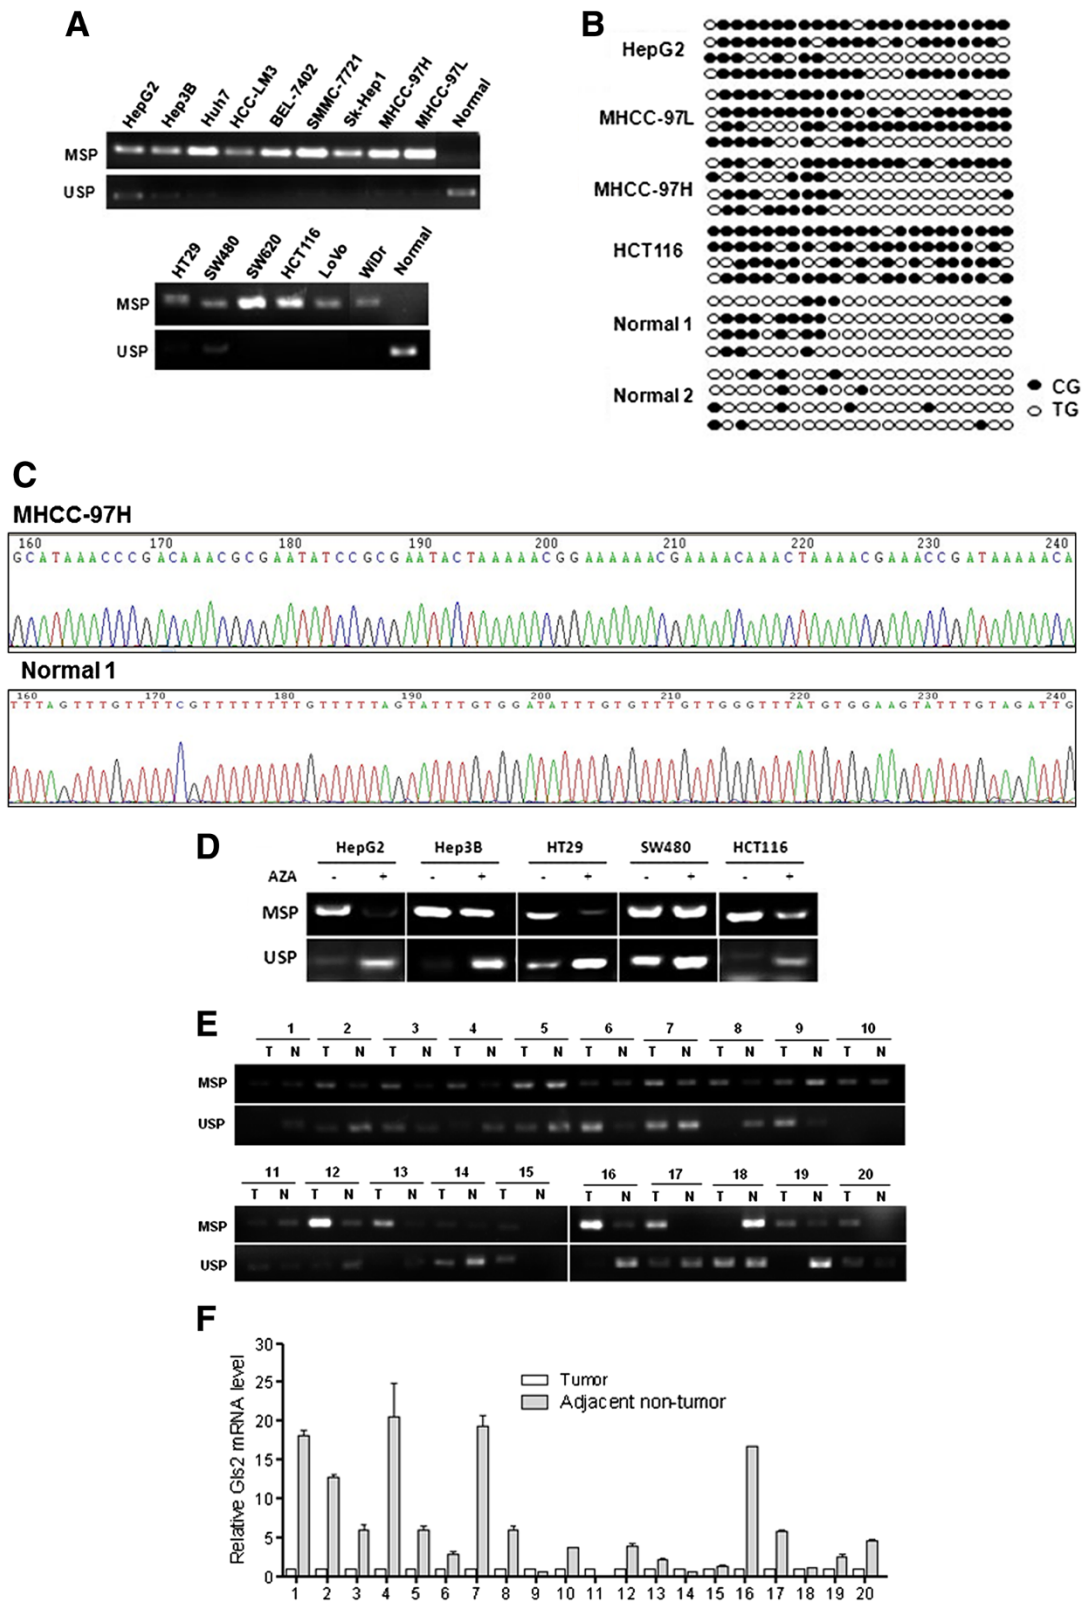 A
HepG2 Hep3B Huh7 HCC-LM3 BEL-7402 SMMC-7721 Sk-Hep1 MHCC-97H MHCC-97L Normal
MSP
USP
HT29 SW480 SW620 HCT116 LoVo WiDr Normal
MSP
USP
B
HepG2
MHCC-97L
MHCC-97H
HCT116
Normal 1
Normal 2
CG
TG
C
MHCC-97H
160 170 180 190 200 210 220 230 240
GCATAAACCCGACAAACGCGAATATCCGCGAATACTAAAAACGGAAAAAACGAAAACAAACTAAAACGAAACCGATAAAAACA
Normal 1
160 170 180 190 200 210 220 230 240
TTTAGTTTGTTTTCGTTTTTTTTGTTTTTAGTATTTGTGGATATTTGTGTTTGTTGGGTTTATGTGGAAGTATTTGTAGATTG
D
HepG2 Hep3B HT29 SW480 HCT116
AZA - + - + - + - + - +
MSP
USP
E
1 2 3 4 5 6 7 8 9 10
T N T N T N T N T N T N T N T N T N T N
MSP
USP
11 12 13 14 15 16 17 18 19 20
T N T N T N T N T N T N T N T N T N T N
MSP
USP
F
Relative Gls2 mRNA level
30
25
20
15
10
5
0
Tumor
Adjacent non-tumor
1 2 3 4 5 6 7 8 9 10 11 12 13 14 15 16 17 18 19 20